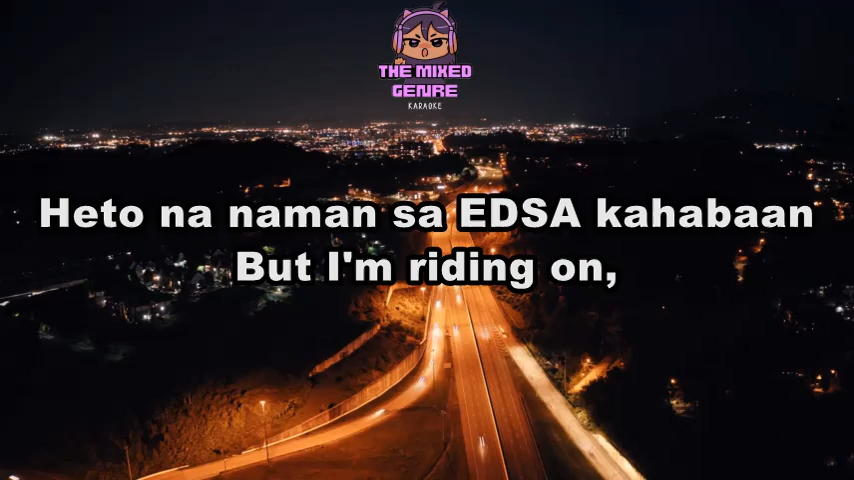 THE MIXED
GENRE
KARAOKE
Heto na naman sa EDSA kahabaan
But I'm riding on,